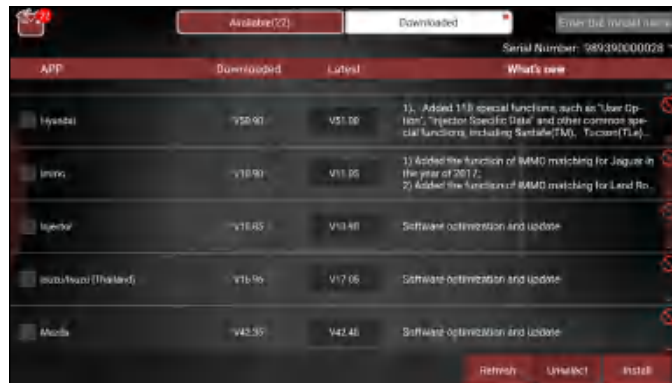 22
Available(22)
Downloaded
Enter the model name
Serial Number: 989390000028
APP
Downloaded
Latest
What's new
Hyundai
V50.90
V51.00
1). Added 110 special functions, such as "User Op-
tion", "Injector Specific Data" and other common spe-
cial functions, including Santafe(TM), Tucson(TLe)...
Immo
V10.90
V11.05
1) Added the function of IMMO matching for Jaguar in
the year of 2017;
2) Added the function of IMMO matching for Land Ro...
Injector
V10.85
V10.90
Software optimization and update
Isuzu/Isuzu (Thailand)
V16.96
V17.05
Software optimization and update
Mazda
V42.35
V42.40
Software optimization and update
Refresh
Unselect
Install